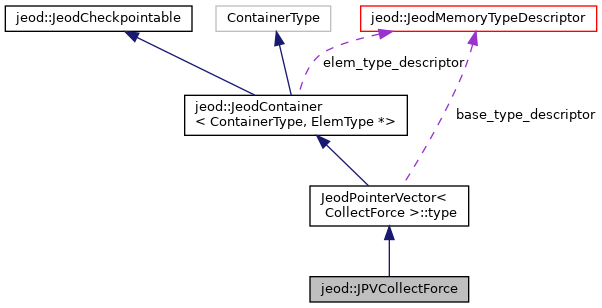 jeod::JeodCheckpointable
ContainerType
jeod::JeodMemoryTypeDescriptor
elem_type_descriptor
jeod::JeodContainer
< ContainerType, ElemType *>
base_type_descriptor
JeodPointerVector<
CollectForce >::type
jeod::JPVCollectForce